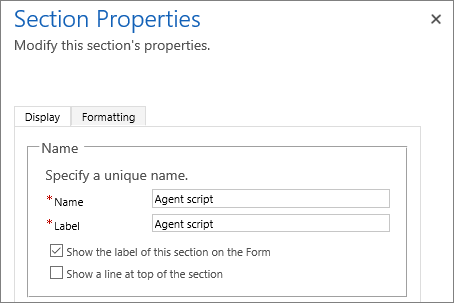 Section Properties
Modify this section's properties.
Display Formatting
Name
Specify a unique name.
*Name Agent script
*Label Agent script
Show the label of this section on the Form
Show a line at top of the section